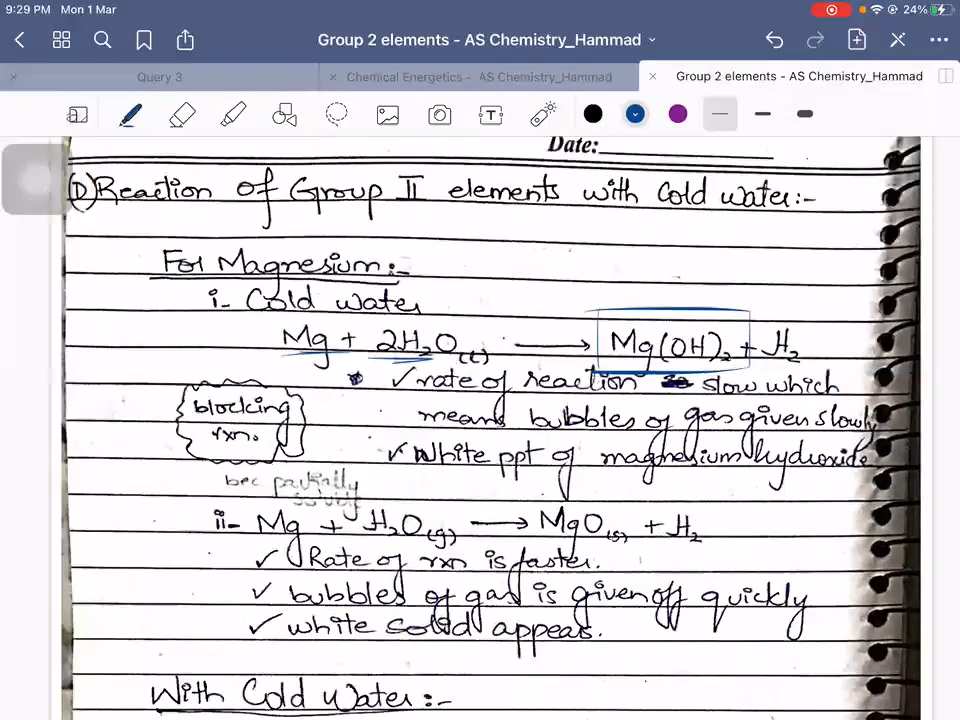 9:29 PM Mon 1 Mar
24%
Group 2 elements - AS Chemistry_Hammad
Query 3
Chemical Energetics - AS Chemistry_Hammad
Group 2 elements - AS Chemistry_Hammad
Date:
(D) Reaction of Group II elements with Cold water:-
For Magnesium:-
i- Cold water
Mg + 2H₂O(l) ⟶ Mg(OH)₂ + H₂
✓ rate of reaction slow which
means bubbles of gas given slowly
blocking
rxn.
✓ White ppt of magnesium hydroxide
bec partially
ii- Mg + H₂O(g) ⟶ MgO(s) + H₂
✓ Rate of rxn is faster.
✓ bubbles of gas is given off quickly
✓ white solid appears.
With Cold Water:-